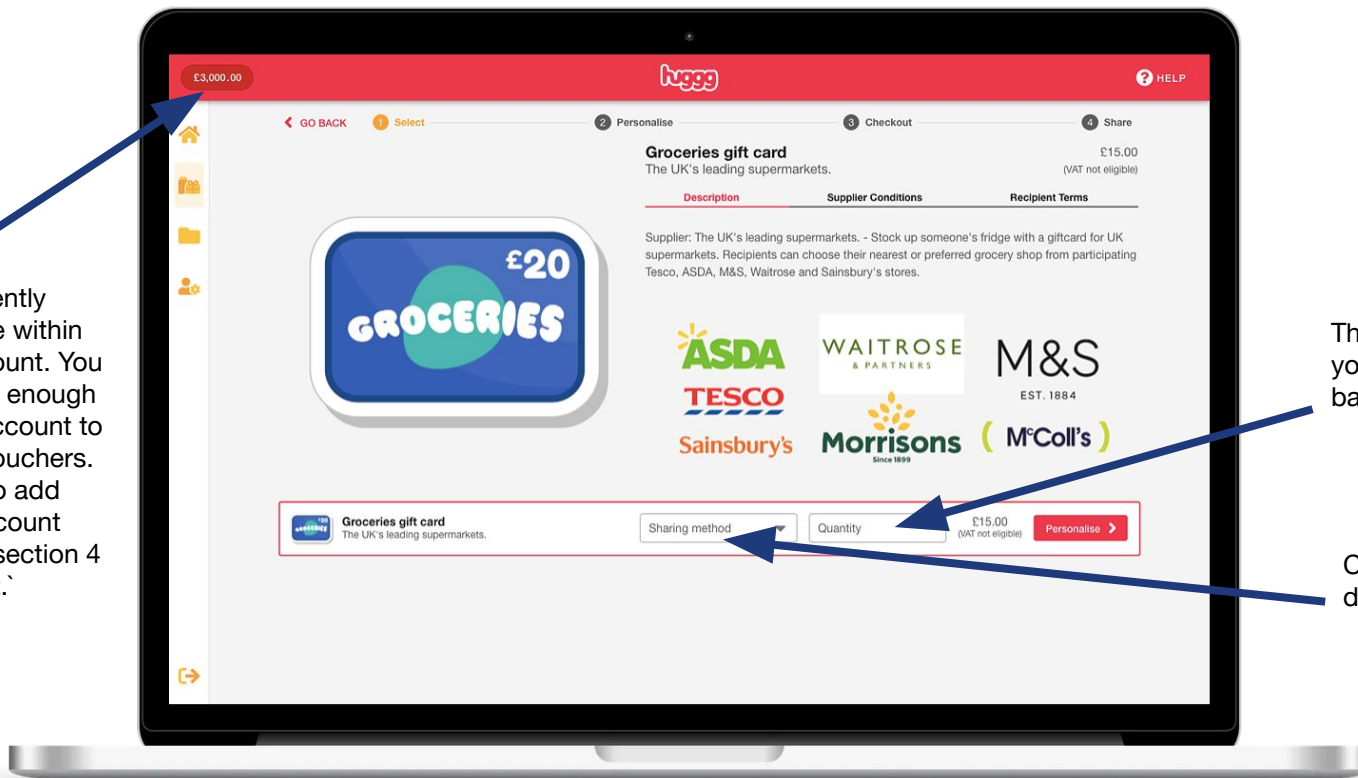 £3,000.00
huggg
? HELP
GO BACK
1 Select
2 Personalise
3 Checkout
4 Share
Groceries gift card
£15.00
The UK's leading supermarkets.
(VAT not eligible)
Description
Supplier Conditions
Recipient Terms
Supplier: The UK's leading supermarkets. - Stock up someone's fridge with a giftcard for UK
supermarkets. Recipients can choose their nearest or preferred grocery shop from participating
Tesco, ASDA, M&S, Waitrose and Sainsbury's stores.
£20
GROCERIES
ASDA
WAITROSE
& PARTNERS
M&S
EST. 1884
TESCO
Sainsbury's
Morrisons
Since 1899
McColl's
£20
GROCERIES
Groceries gift card
The UK's leading supermarkets.
Sharing method
Quantity
£15.00
(VAT not eligible)
Personalise
ently
e within
ount. You
enough
ccount to
ouchers.
o add
count
section 4
.`
Th
yo
ba
C
d